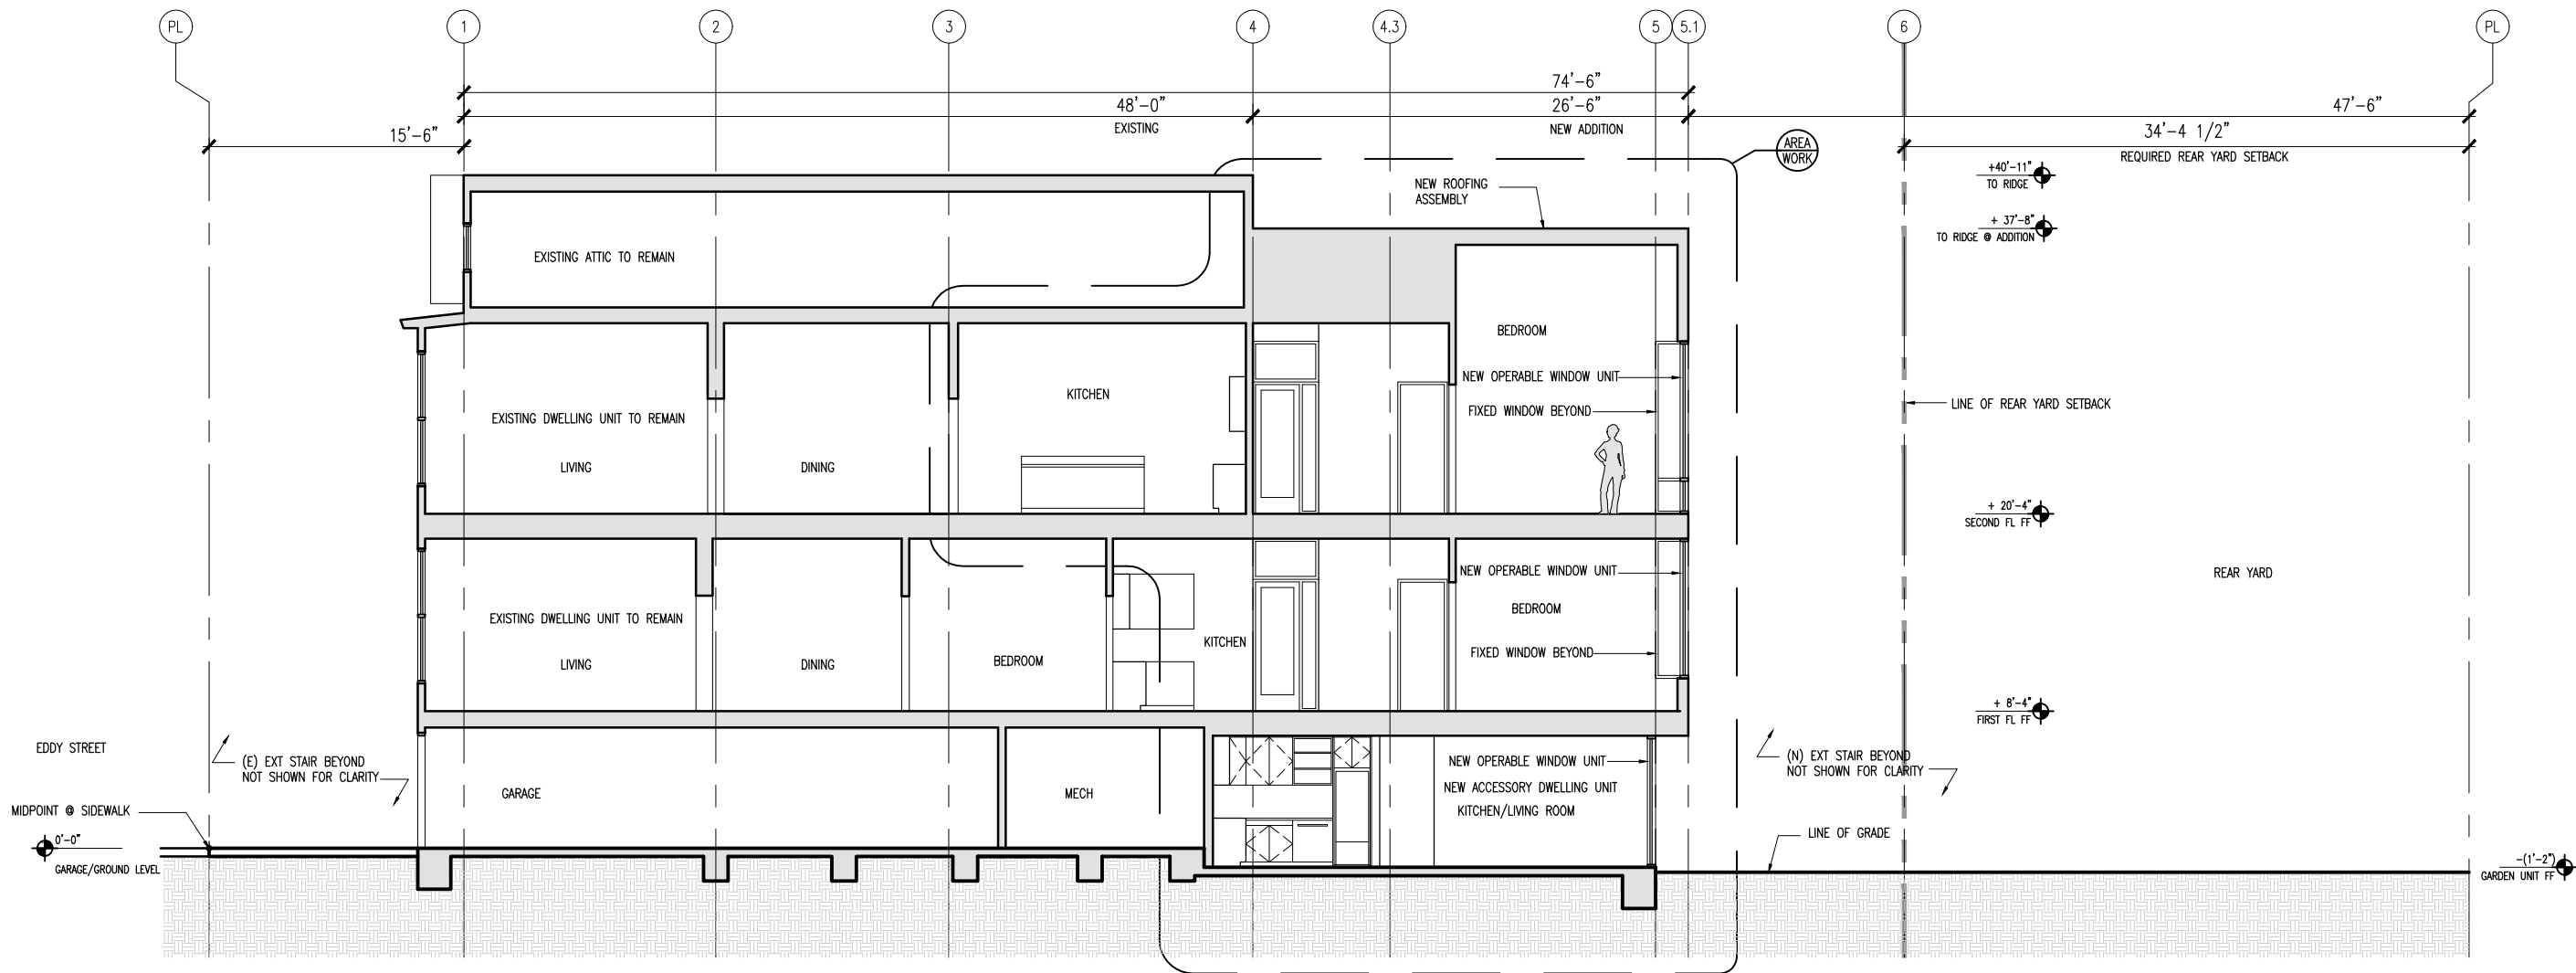 PL
1
2
3
4
4.3
5
5.1
6
PL
74'-6"
48'-0"
26'-6"
47'-6"
EXISTING
NEW ADDITION
15'-6"
34'-4 1/2"
REQUIRED REAR YARD SETBACK
AREA
WORK
+40'-11"
TO RIDGE
NEW ROOFING
ASSEMBLY
+ 37'-8"
TO RIDGE @ ADDITION
EXISTING ATTIC TO REMAIN
BEDROOM
NEW OPERABLE WINDOW UNIT
KITCHEN
FIXED WINDOW BEYOND
LINE OF REAR YARD SETBACK
EXISTING DWELLING UNIT TO REMAIN
LIVING
DINING
+ 20'-4"
SECOND FL FF
NEW OPERABLE WINDOW UNIT
REAR YARD
BEDROOM
EXISTING DWELLING UNIT TO REMAIN
KITCHEN
FIXED WINDOW BEYOND
LIVING
DINING
BEDROOM
+ 8'-4"
FIRST FL FF
EDDY STREET
(E) EXT STAIR BEYOND
NOT SHOWN FOR CLARITY
NEW OPERABLE WINDOW UNIT
(N) EXT STAIR BEYOND
NOT SHOWN FOR CLARITY
GARAGE
MECH
NEW ACCESSORY DWELLING UNIT
KITCHEN/LIVING ROOM
MIDPOINT @ SIDEWALK
LINE OF GRADE
0'-0"
GARAGE/GROUND LEVEL
-(1'-2")
GARDEN UNIT FF